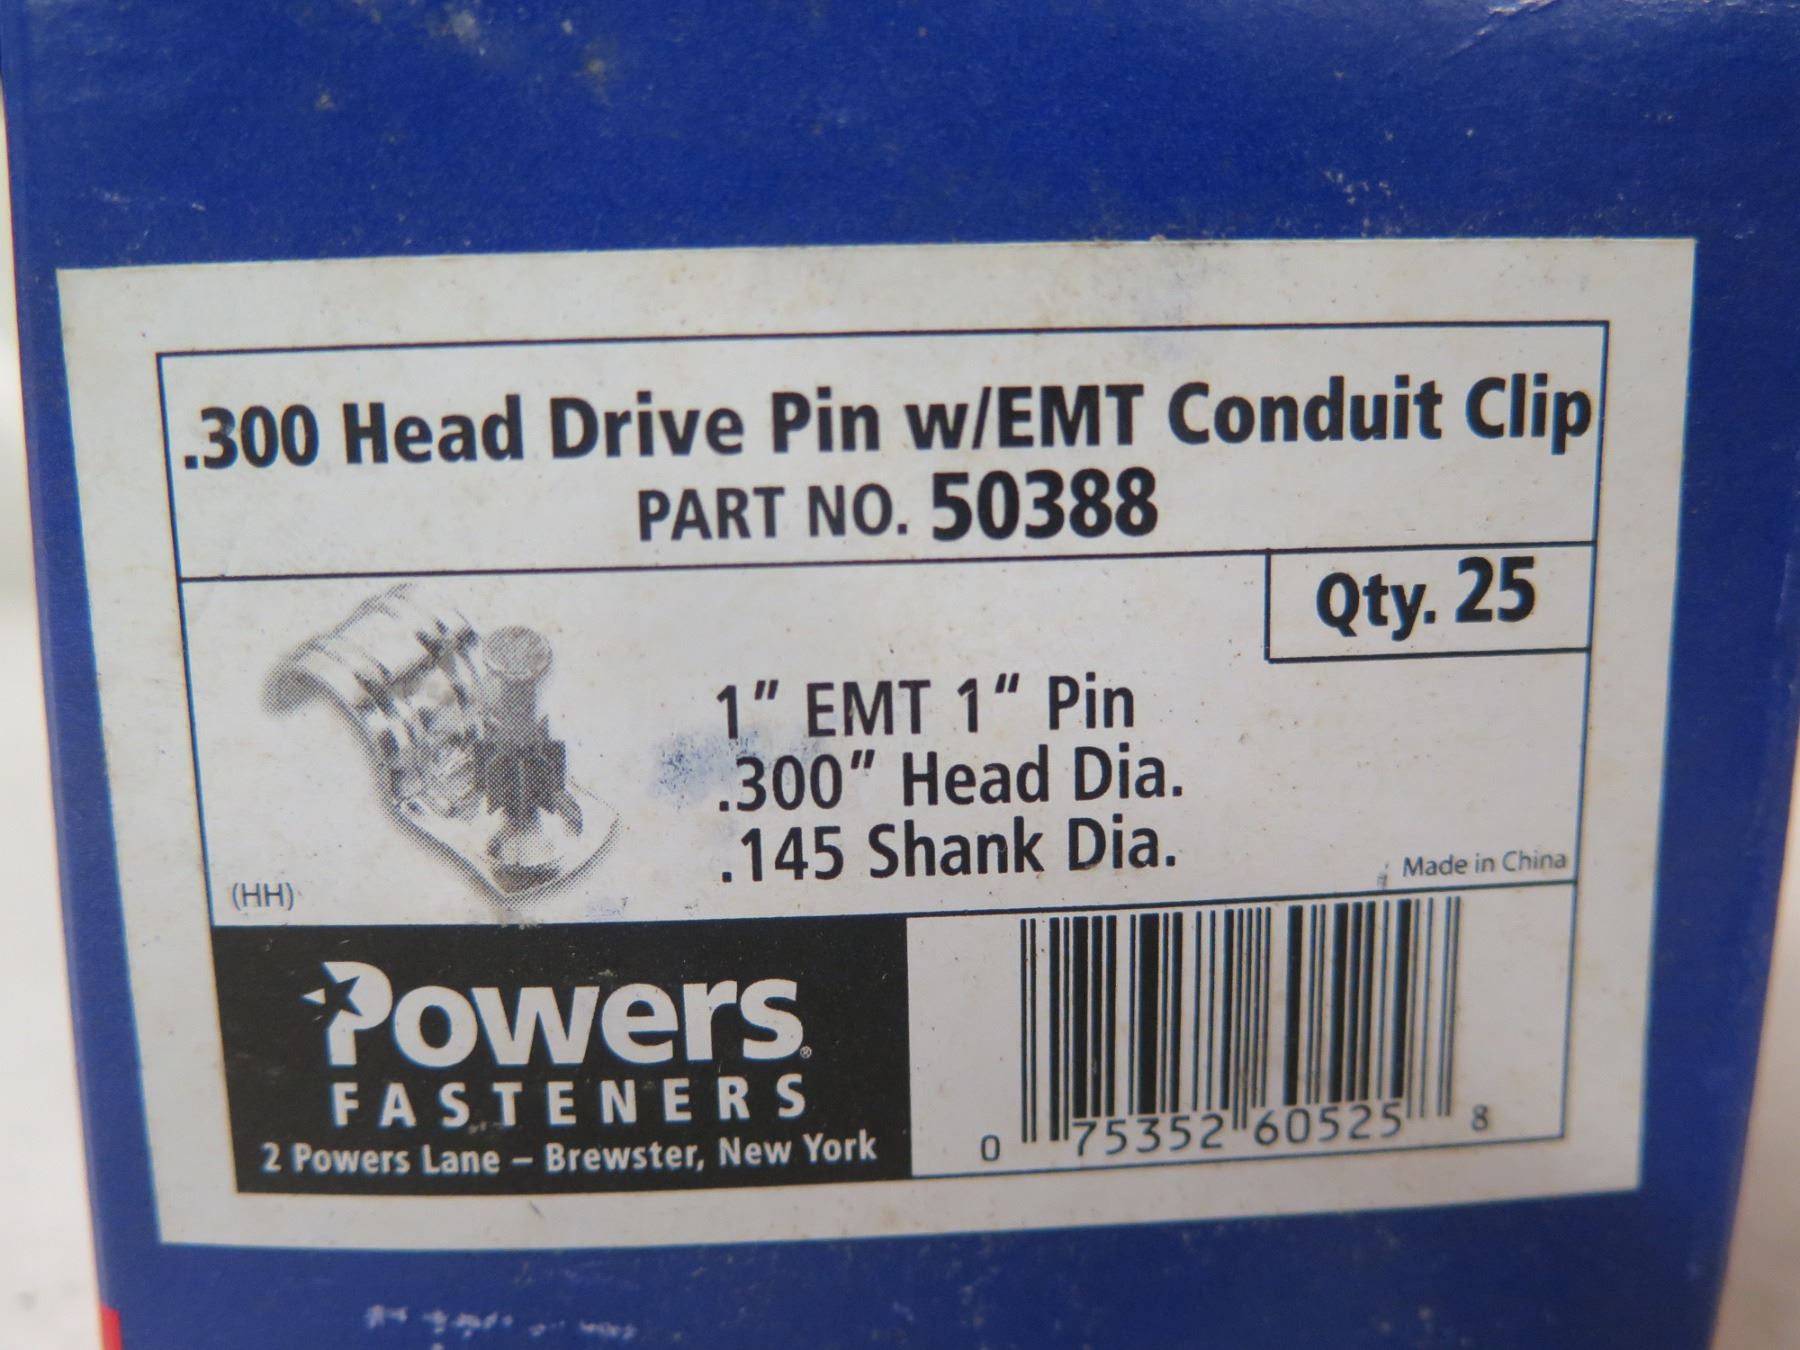 .300 Head Drive Pin w/EMT Conduit Clip
PART NO. 50388
Qty. 25
1" EMT 1" Pin
.300" Head Dia.
.145 Shank Dia.
Made in China
(HH)
Powers®
FASTENERS
2 Powers Lane – Brewster, New York
0 75352 60525 8